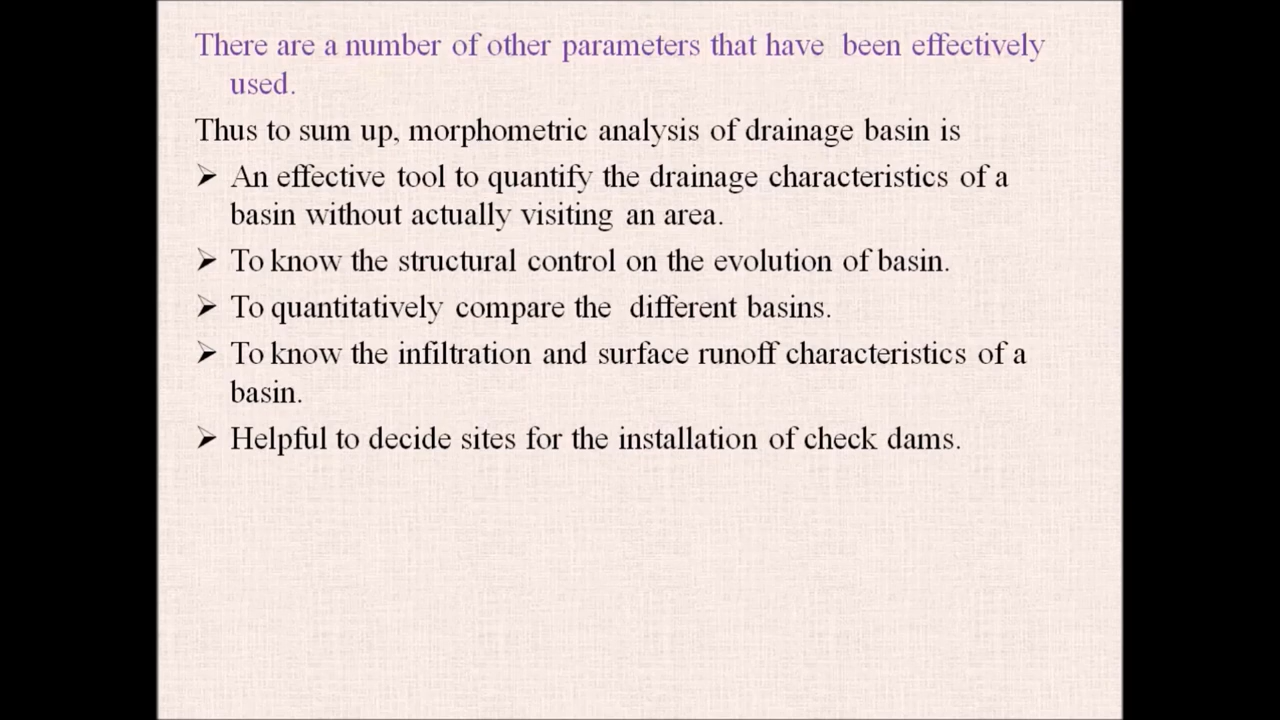 There are a number of other parameters that have  been effectively
used.
Thus to sum up, morphometric analysis of drainage basin is
➢ An effective tool to quantify the drainage characteristics of a
basin without actually visiting an area.
➢ To know the structural control on the evolution of basin.
➢ To quantitatively compare the  different basins.
➢ To know the infiltration and surface runoff characteristics of a
basin.
➢ Helpful to decide sites for the installation of check dams.